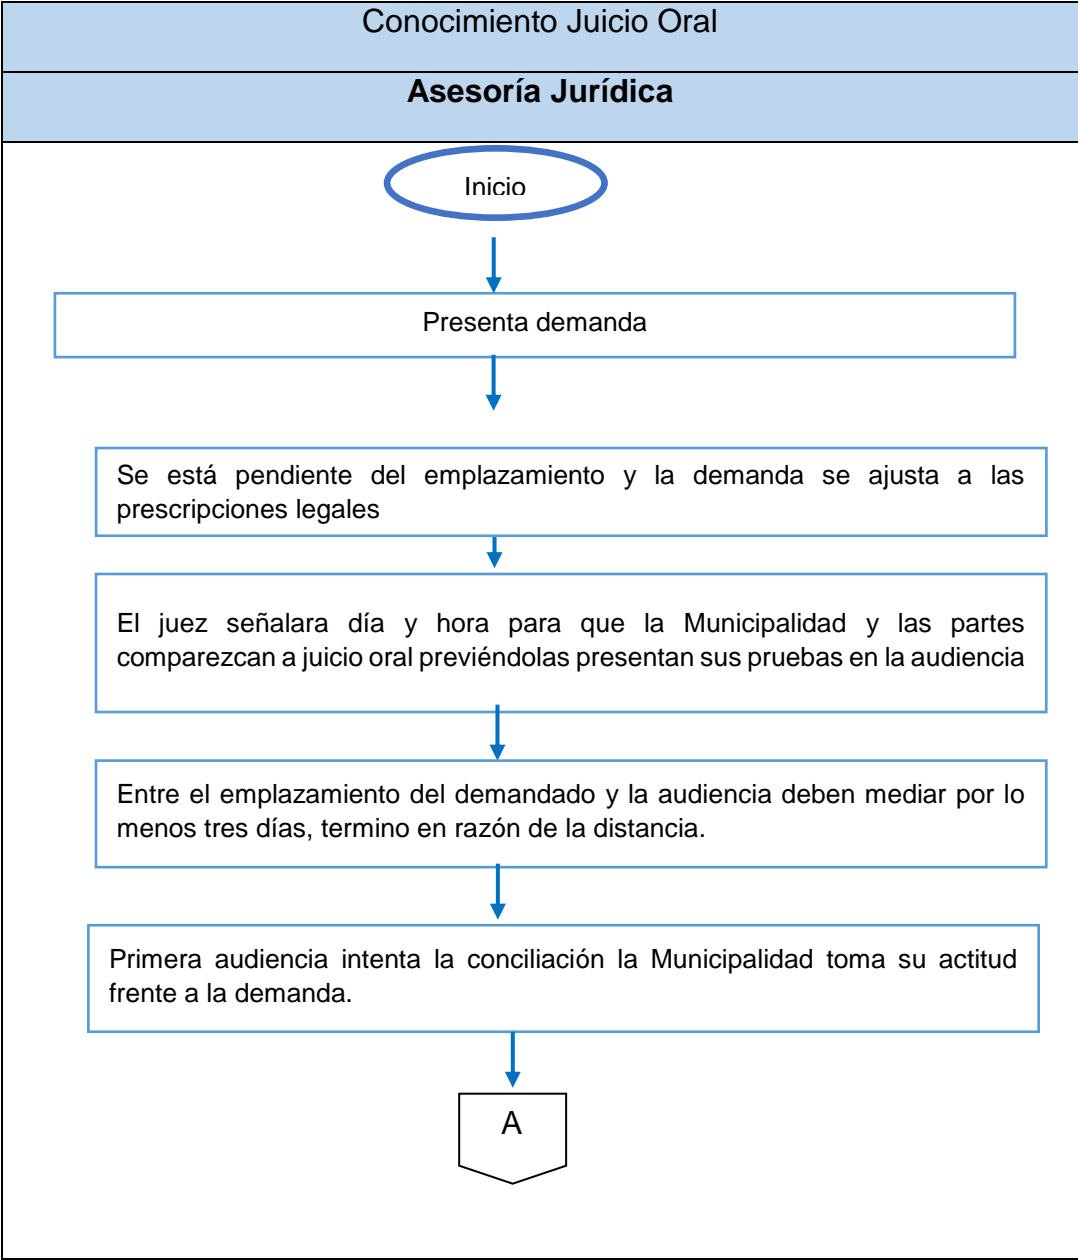 Conocimiento Juicio Oral
Asesoría Jurídica
Inicio
Presenta demanda
Se está pendiente del emplazamiento y la demanda se ajusta a las
prescripciones legales
El juez señalara día y hora para que la Municipalidad y las partes
comparezcan a juicio oral previéndolas presentan sus pruebas en la audiencia
Entre el emplazamiento del demandado y la audiencia deben mediar por lo
menos tres días, termino en razón de la distancia.
Primera audiencia intenta la conciliación la Municipalidad toma su actitud
frente a la demanda.
A